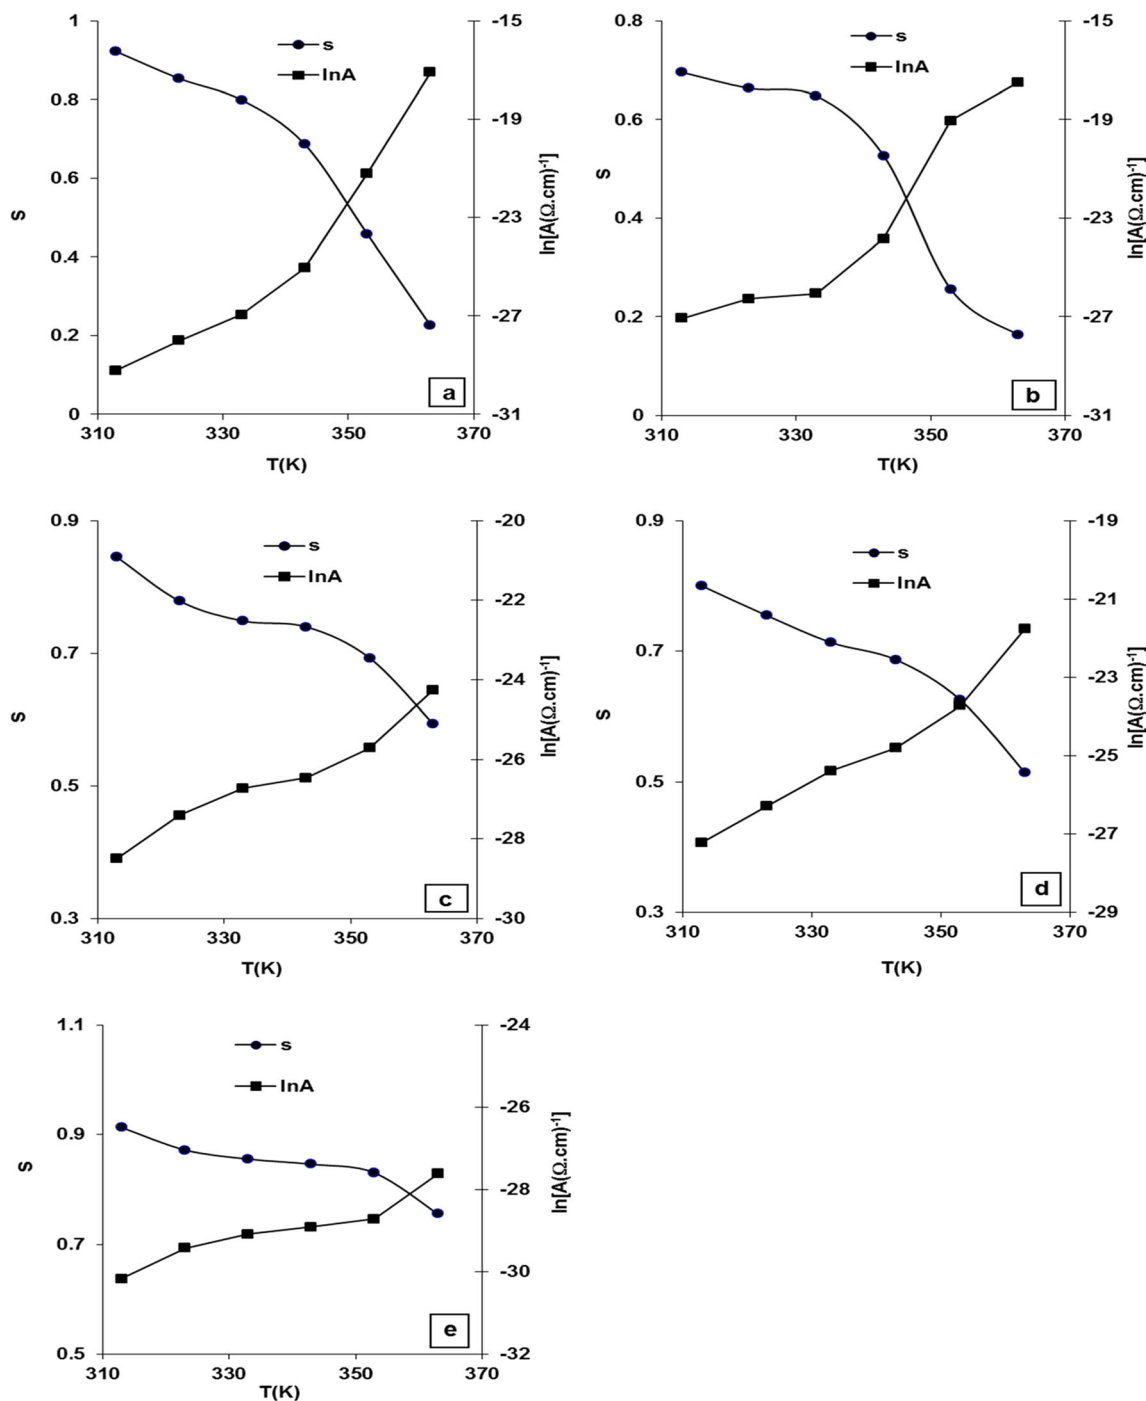 1
0.8
0.6
0.4
0.2
0
S
s
lnA
-15
-19
-23
-27
-31
ln[A(Ω.cm)⁻¹]
a
310 330 350 370
T(K)
0.8
0.6
0.4
0.2
0
S
s
lnA
-15
-19
-23
-27
-31
ln[A(Ω.cm)⁻¹]
b
310 330 350 370
T(K)
0.9
0.7
0.5
0.3
S
s
lnA
-20
-22
-24
-26
-28
-30
ln[A(Ω.cm)⁻¹]
c
310 330 350 370
T(K)
0.9
0.7
0.5
0.3
S
s
lnA
-19
-21
-23
-25
-27
-29
ln[A(Ω.cm)⁻¹]
d
310 330 350 370
T(K)
1.1
0.9
0.7
0.5
S
s
lnA
-24
-26
-28
-30
-32
ln[A(Ω.cm)⁻¹]
e
310 330 350 370
T(K)